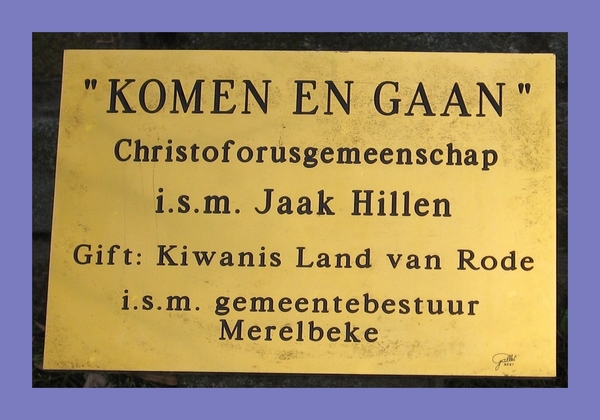 "KOMEN EN GAAN"
Christoforusgemeenschap
i.s.m. Jaak Hillen
Gift: Kiwanis Land van Rode
i.s.m. gemeentebestuur
Merelbeke